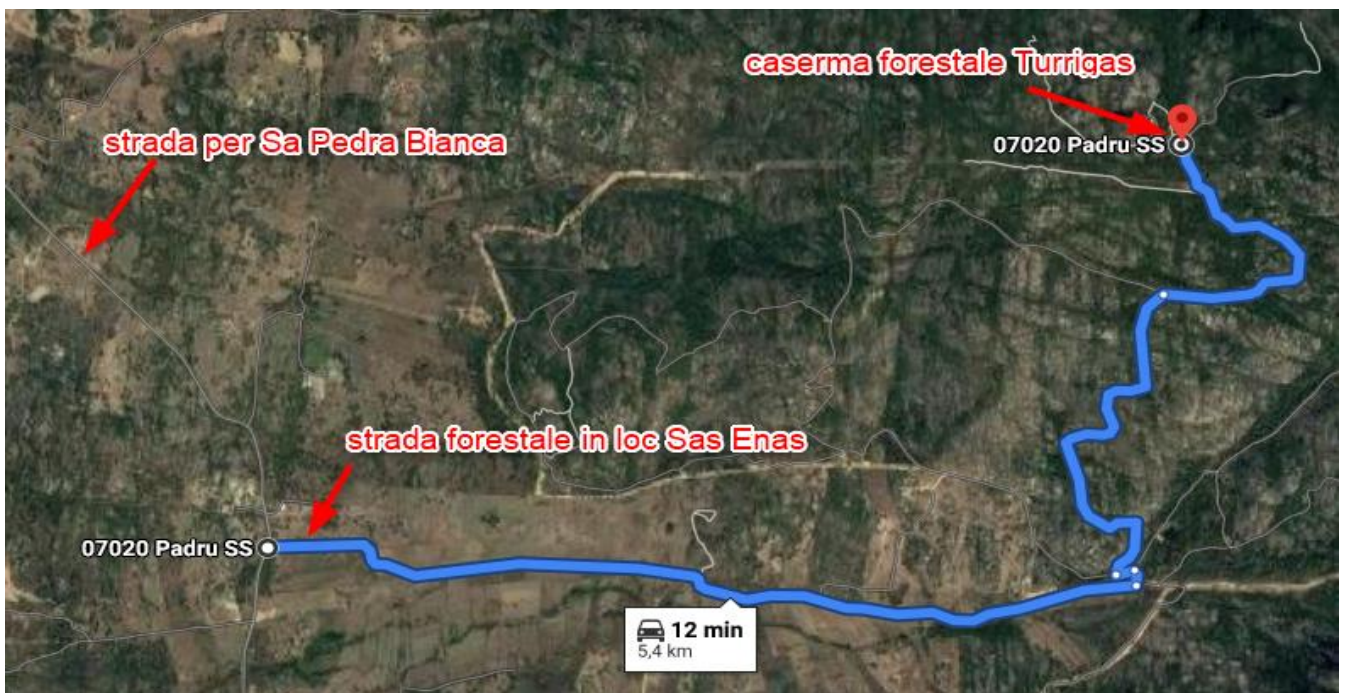 caserma forestale Turrigas
strada per Sa Pedra Bianca
07020 Padru SS
strada forestale in loc Sas Enas
07020 Padru SS
12 min
5,4 km